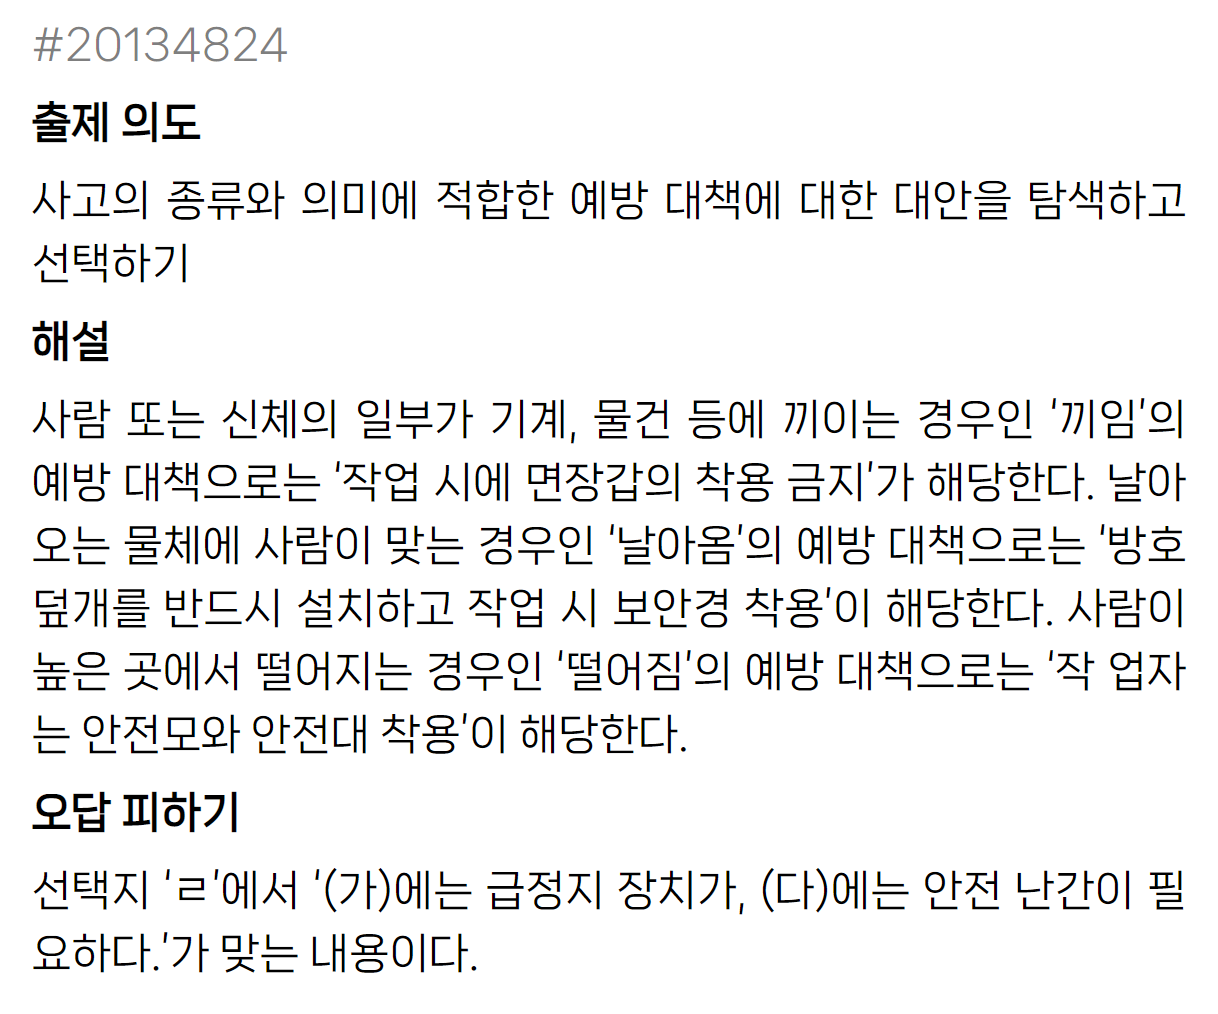 #20134824
출제 의도
사고의 종류와 의미에 적합한 예방 대책에 대한 대안을 탐색하고
선택하기
해설
사람 또는 신체의 일부가 기계, 물건 등에 끼이는 경우인 '끼임'의
예방 대책으로는 '작업 시에 면장갑의 착용 금지'가 해당한다. 날아
오는 물체에 사람이 맞는 경우인 '날아옴'의 예방 대책으로는 '방호
덮개를 반드시 설치하고 작업 시 보안경 착용'이 해당한다. 사람이
높은 곳에서 떨어지는 경우인 '떨어짐'의 예방 대책으로는 '작 업자
는 안전모와 안전대 착용'이 해당한다.
오답 피하기
선택지 'ㄹ'에서 '(가)에는 급정지 장치가, (다)에는 안전 난간이 필
요하다.'가 맞는 내용이다.